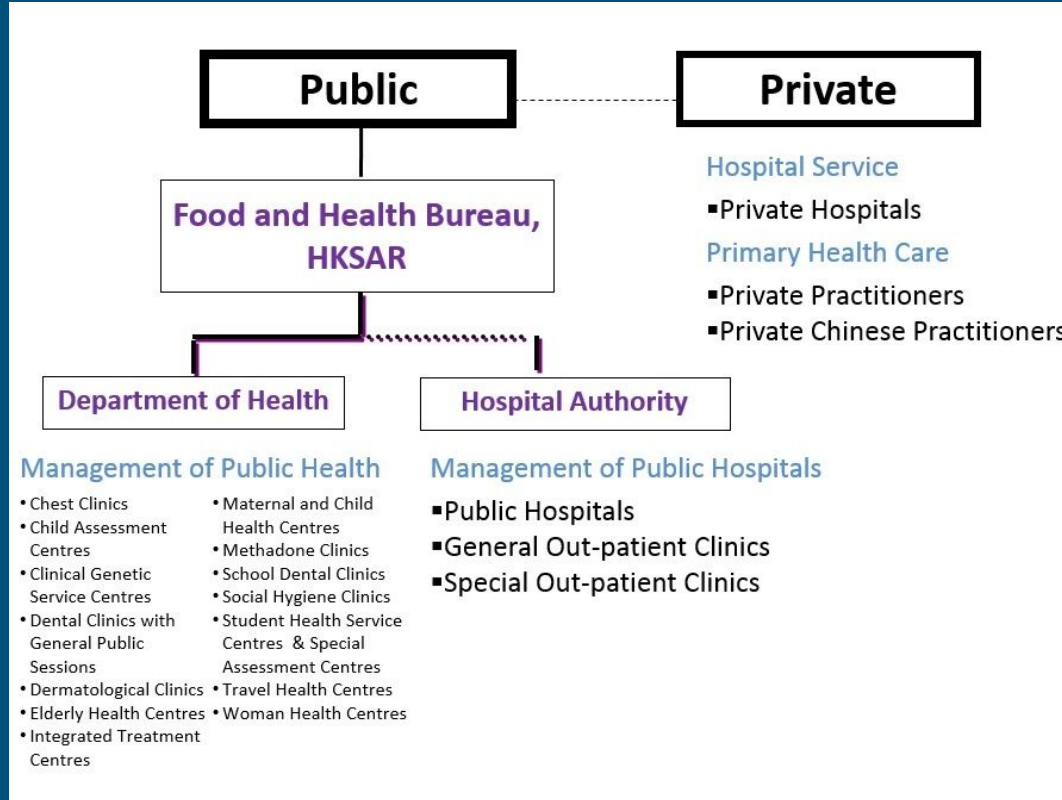 Public
Private
Food and Health Bureau,
HKSAR
Hospital Service
▪Private Hospitals
Primary Health Care
▪Private Practitioners
▪Private Chinese Practitioners
Department of Health
Hospital Authority
Management of Public Health
• Chest Clinics
• Child Assessment
Centres
• Clinical Genetic
Service Centres
• Dental Clinics with
General Public
Sessions
• Dermatological Clinics
• Elderly Health Centres
• Integrated Treatment
Centres
• Maternal and Child
Health Centres
• Methadone Clinics
• School Dental Clinics
• Social Hygiene Clinics
• Student Health Service
Centres & Special
Assessment Centres
• Travel Health Centres
• Woman Health Centres
Management of Public Hospitals
▪Public Hospitals
▪General Out-patient Clinics
▪Special Out-patient Clinics